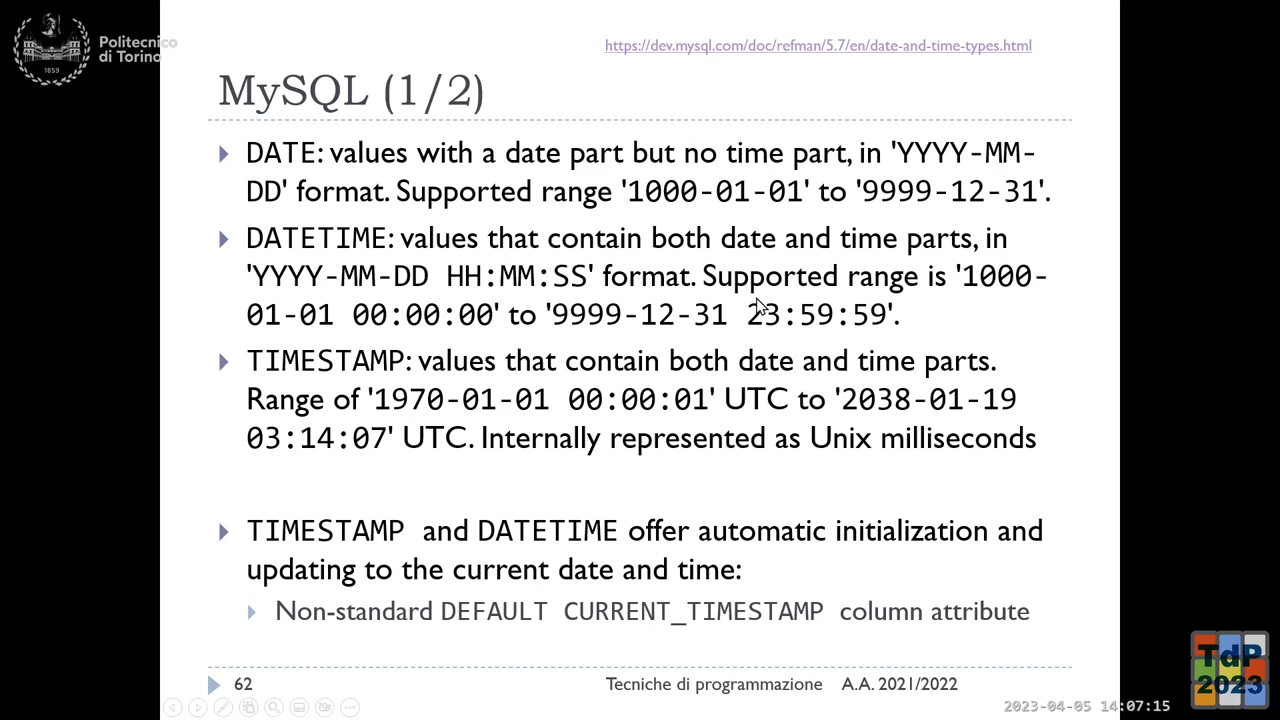 Politecnico
di Torino
1859
https://dev.mysql.com/doc/refman/5.7/en/date-and-time-types.html
MySQL (1/2)
DATE: values with a date part but no time part, in 'YYYY-MM-
DD' format. Supported range '1000-01-01' to '9999-12-31'.
DATETIME: values that contain both date and time parts, in
'YYYY-MM-DD HH:MM:SS' format. Supported range is '1000-
01-01 00:00:00' to '9999-12-31 23:59:59'.
TIMESTAMP: values that contain both date and time parts.
Range of '1970-01-01 00:00:01' UTC to '2038-01-19
03:14:07' UTC. Internally represented as Unix milliseconds
TIMESTAMP and DATETIME offer automatic initialization and
updating to the current date and time:
Non-standard DEFAULT CURRENT_TIMESTAMP column attribute
62
Tecniche di programmazione A.A. 2021/2022
TdP
2023
2023-04-05 14:07:15